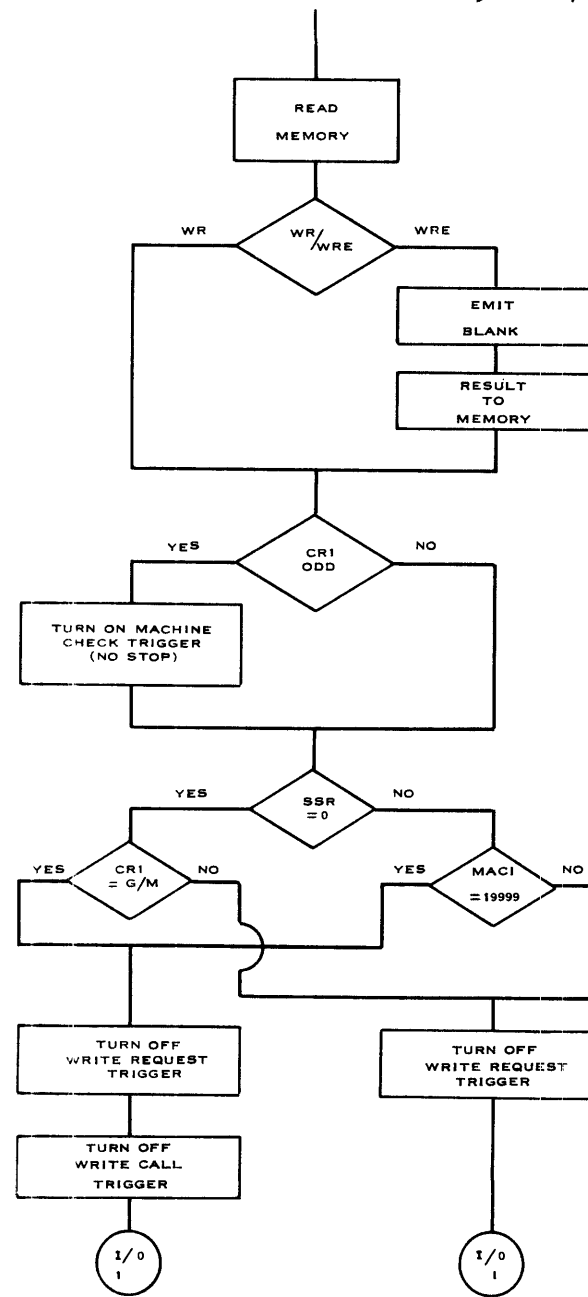 READ
MEMORY
WR
WR/WRE
WRE
EMIT
BLANK
RESULT
TO
MEMORY
YES
CR1
ODD
NO
TURN ON MACHINE
CHECK TRIGGER
(NO STOP)
YES
SSR
=0
NO
YES
CR1
= G/M
NO
YES
MACI
=19999
NO
TURN OFF
WRITE REQUEST
TRIGGER
TURN OFF
WRITE REQUEST
TRIGGER
TURN OFF
WRITE CALL
TRIGGER
I/O
1
I/O
1